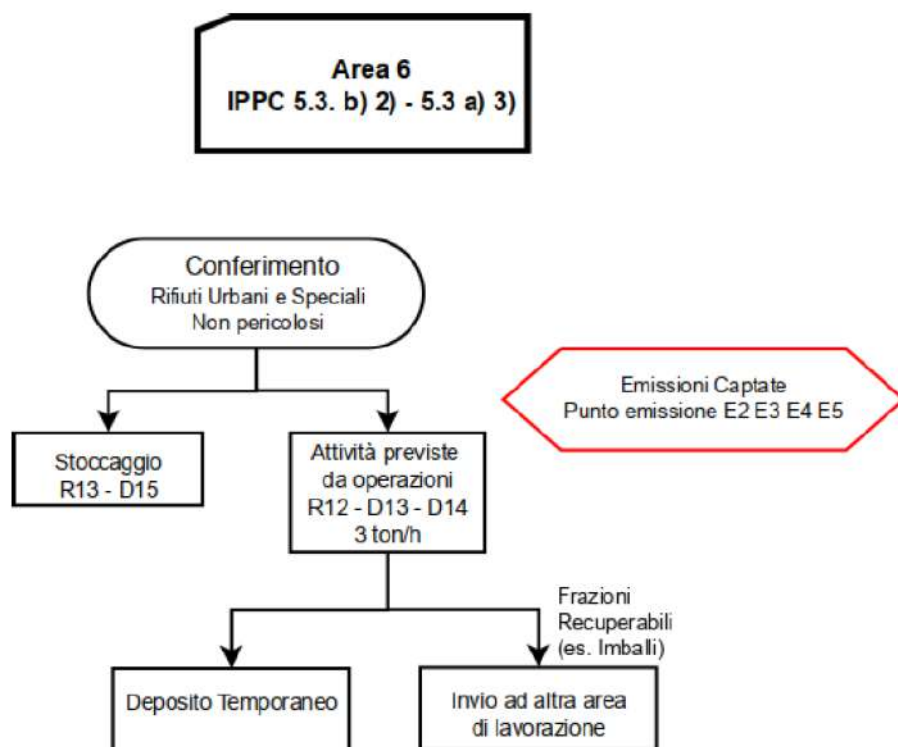 Area 6
IPPC 5.3. b) 2) - 5.3 a) 3)
Conferimento
Rifiuti Urbani e Speciali
Non pericolosi
Emissioni Captate
Punto emissione E2 E3 E4 E5
Stoccaggio
R13 - D15
Attività previste
da operazioni
R12 - D13 - D14
3 ton/h
Frazioni
Recuperabili
(es. Imballi)
Deposito Temporaneo
Invio ad altra area
di lavorazione